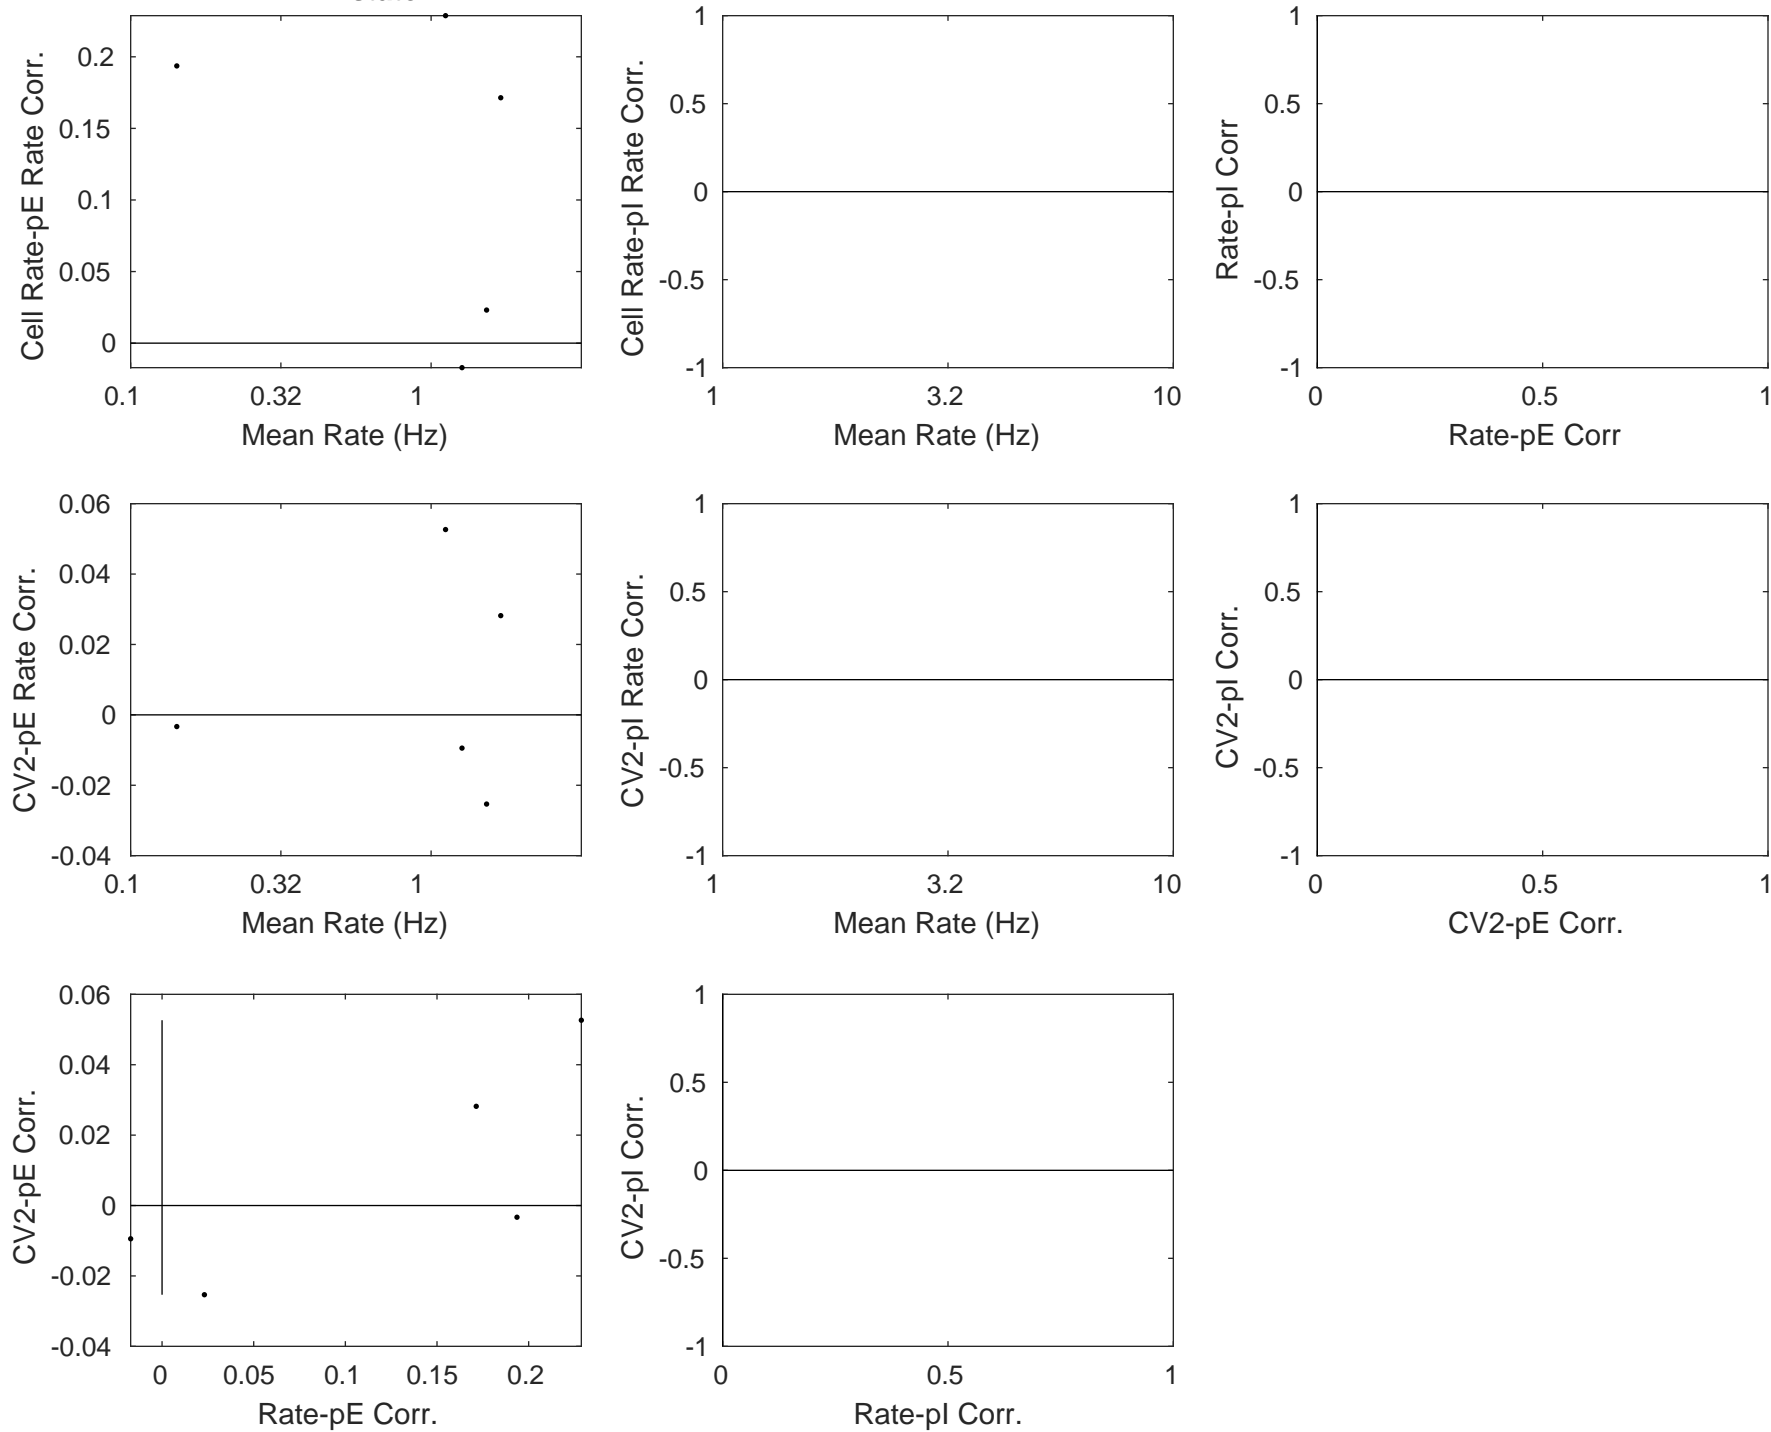 0.2
0.15
0.1
0.05
0
Cell Rate-pE Rate Corr.
0.1 0.32 1
Mean Rate (Hz)
1
0.5
0
-0.5
-1
Cell Rate-pI Rate Corr.
1 3.2 10
Mean Rate (Hz)
1
0.5
0
-0.5
-1
Rate-pI Corr
0 0.5 1
Rate-pE Corr
0.06
0.04
0.02
0
-0.02
-0.04
CV2-pE Rate Corr.
0.1 0.32 1
Mean Rate (Hz)
1
0.5
0
-0.5
-1
CV2-pI Rate Corr.
1 3.2 10
Mean Rate (Hz)
1
0.5
0
-0.5
-1
CV2-pI Corr.
0 0.5 1
CV2-pE Corr.
0.06
0.04
0.02
0
-0.02
-0.04
CV2-pE Corr.
0 0.05 0.1 0.15 0.2
Rate-pE Corr.
1
0.5
0
-0.5
-1
CV2-pI Corr.
0 0.5 1
Rate-pI Corr.